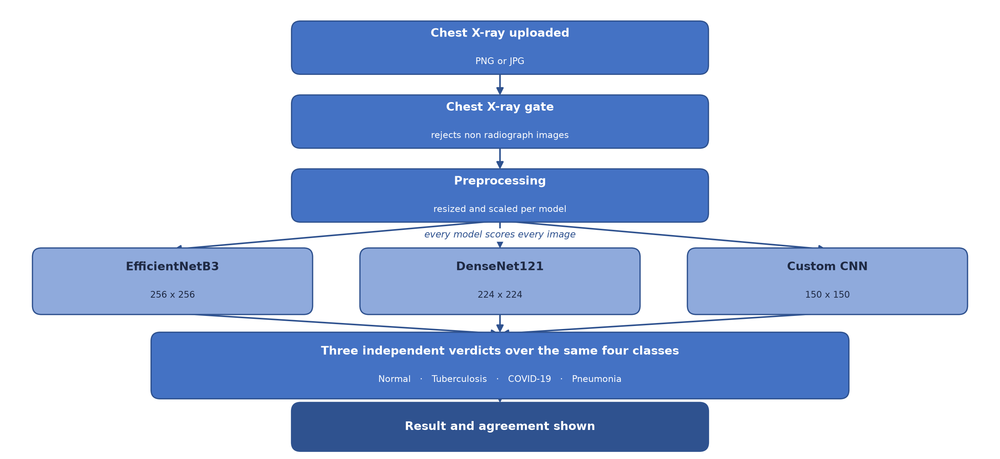 Chest X-ray uploaded
PNG or JPG
Chest X-ray gate
rejects non radiograph images
Preprocessing
resized and scaled per model
every model scores every image
EfficientNetB3
256 x 256
DenseNet121
224 x 224
Custom CNN
150 x 150
Three independent verdicts over the same four classes
Normal · Tuberculosis · COVID-19 · Pneumonia
Result and agreement shown